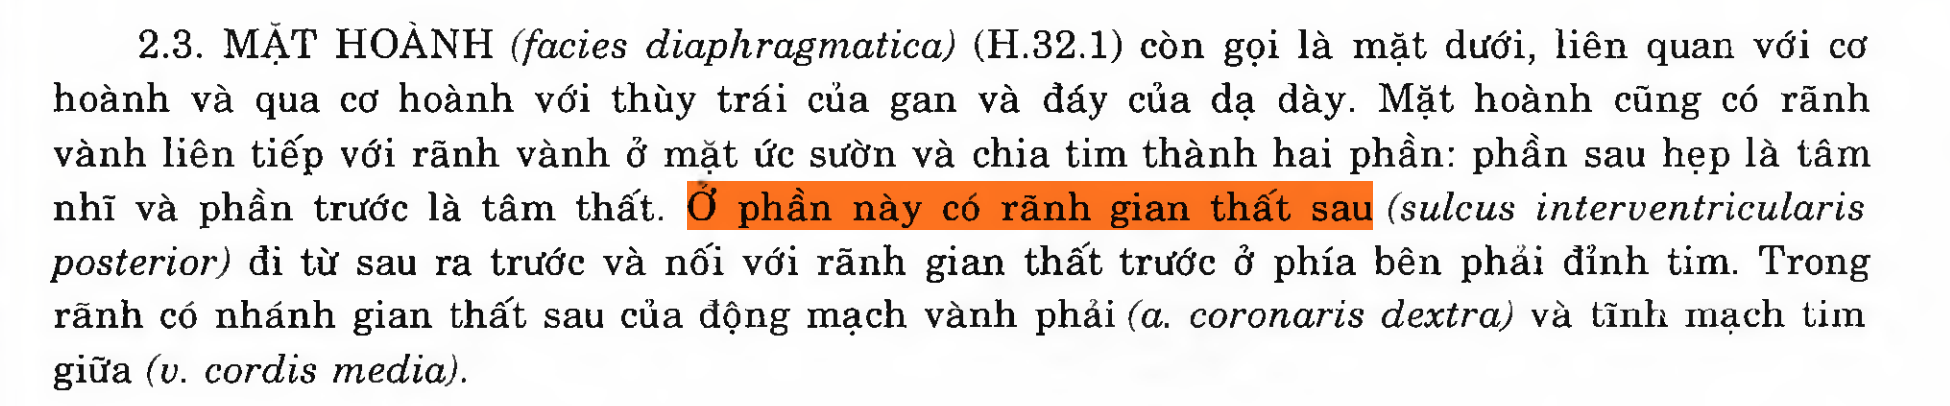 2.3. MẶT HOÀNH (facies diaphragmatica) (H.32.1) còn gọi là mặt dưới, liên quan với cơ
hoành và qua cơ hoành với thùy trái của gan và đáy của dạ dày. Mặt hoành cũng có rãnh
vành liên tiếp với rãnh vành ở mặt ức sườn và chia tim thành hai phần: phần sau hẹp là tâm
nhĩ và phần trước là tâm thất. Ở phần này có rãnh gian thất sau (sulcus interventricularis
posterior) đi từ sau ra trước và nối với rãnh gian thất trước ở phía bên phải đỉnh tim. Trong
rãnh có nhánh gian thất sau của động mạch vành phải (a. coronaris dextra) và tĩnh mạch tim
giữa (v. cordis media).